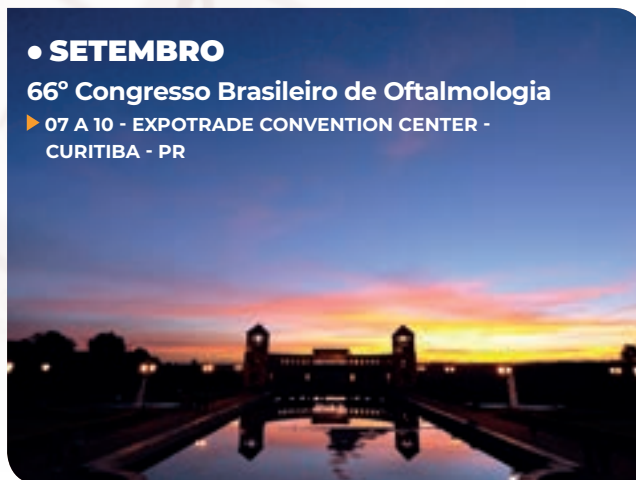 ● SETEMBRO
66º Congresso Brasileiro de Oftalmologia
07 A 10 - EXPOTRADE CONVENTION CENTER -
CURITIBA - PR